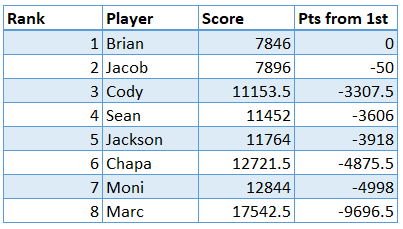 Rank Player Score Pts from 1st
1 Brian 7846 0
2 Jacob 7896 -50
3 Cody 11153.5 -3307.5
4 Sean 11452 -3606
5 Jackson 11764 -3918
6 Chapa 12721.5 -4875.5
7 Moni 12844 -4998
8 Marc 17542.5 -9696.5